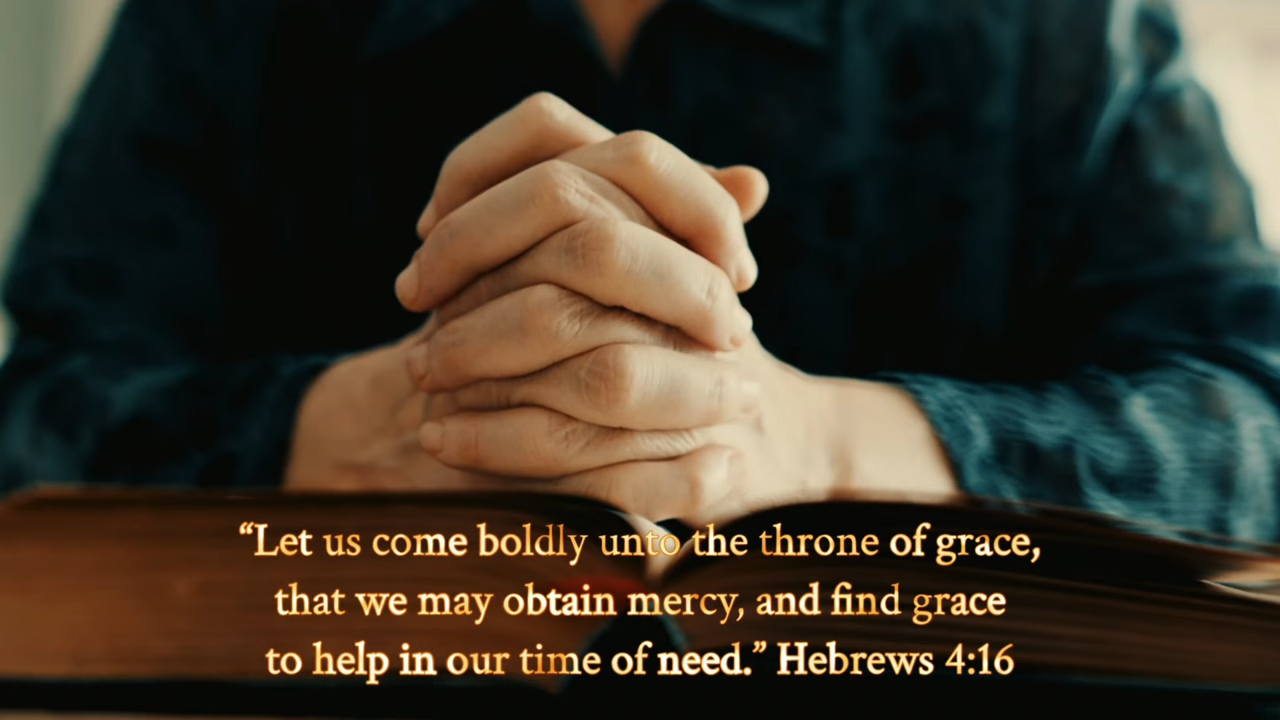 “Let us come boldly unto the throne of grace,
that we may obtain mercy, and find grace
to help in our time of need.” Hebrews 4:16